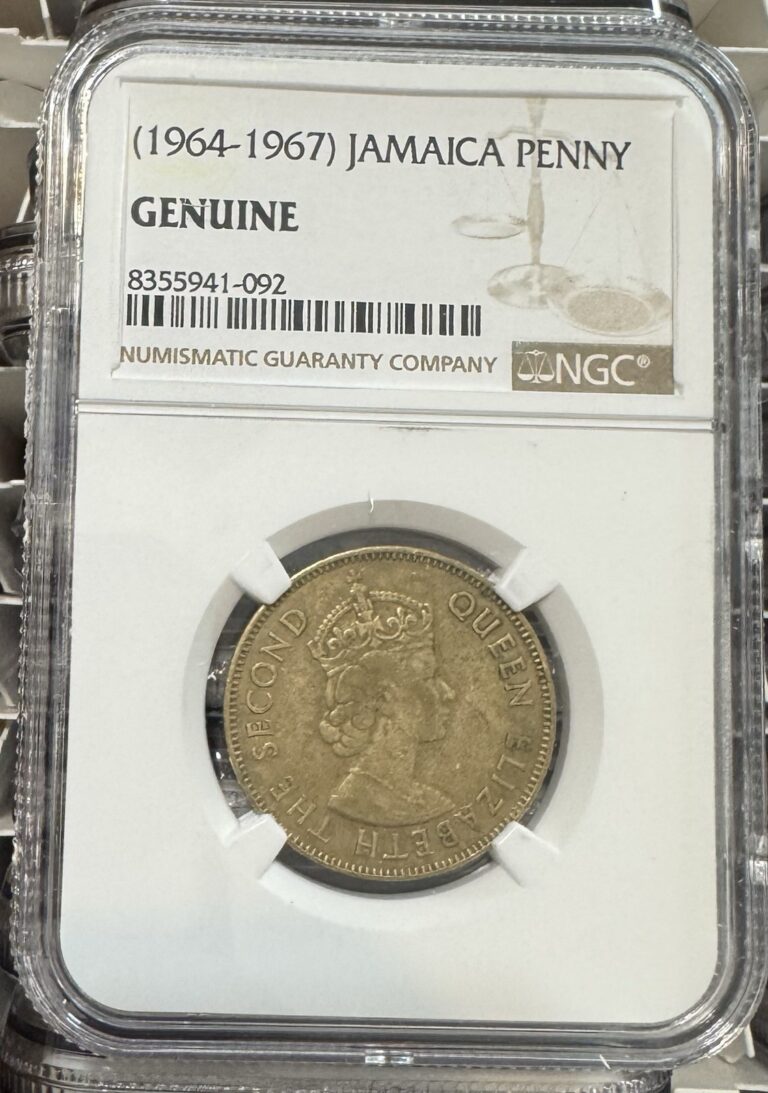 (1964-1967) JAMAICA PENNY
GENUINE
8355941-092
NUMISMATIC GUARANTY COMPANY NGC®
QUEEN ELIZABETH THE SECOND